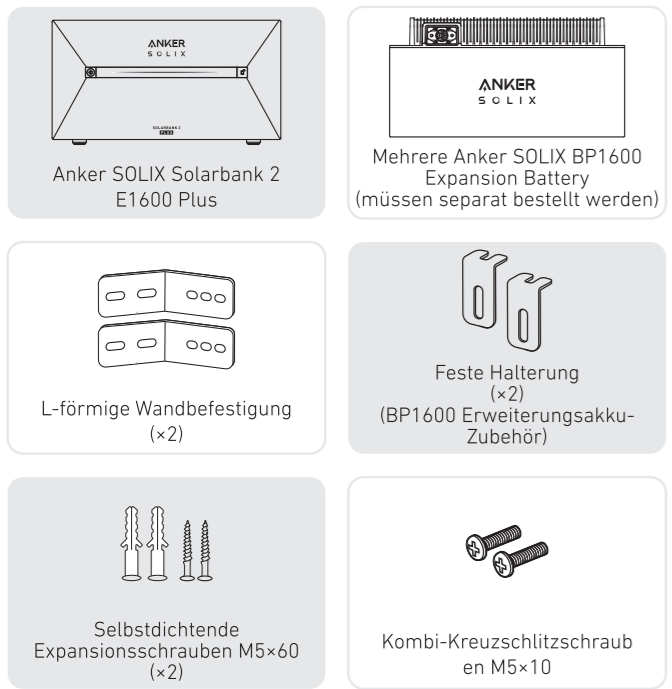 ANKER
SOLIX
SOLARBANK 2
PLUS
Anker SOLIX Solarbank 2
E1600 Plus
ANKER
SOLIX
Mehrere Anker SOLIX BP1600
Expansion Battery
(müssen separat bestellt werden)
L-förmige Wandbefestigung
(×2)
Feste Halterung
(×2)
(BP1600 Erweiterungsakku-
Zubehör)
Selbstdichtende
Expansionsschrauben M5×60
(×2)
Kombi-Kreuzschlitzschraub
en M5×10